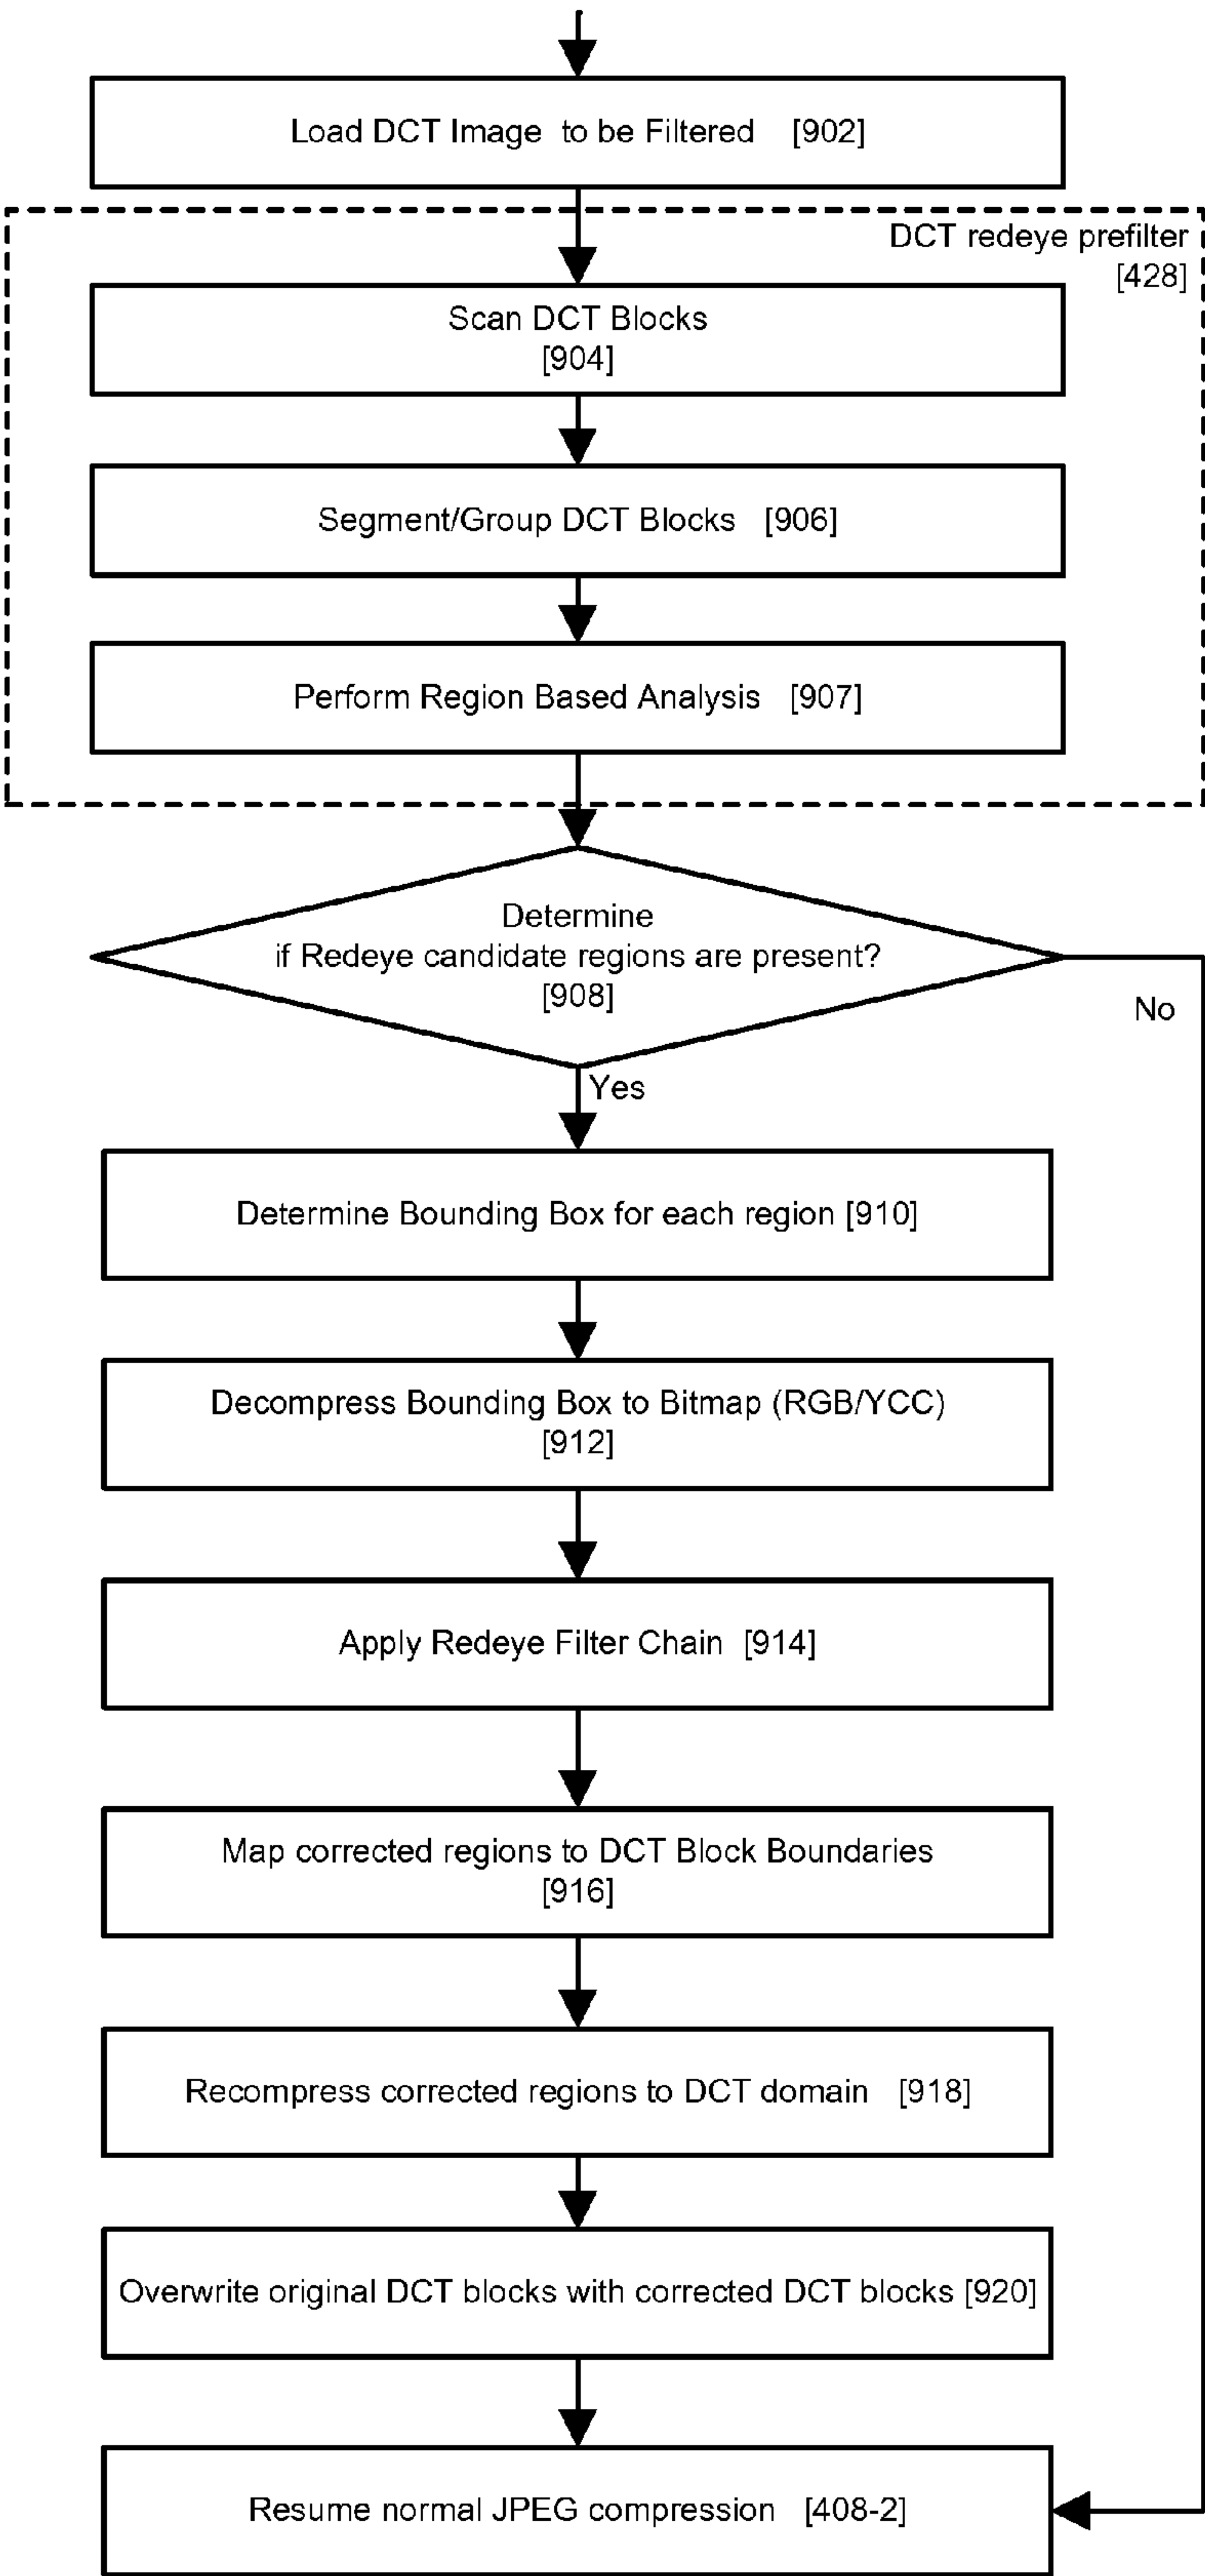 Load DCT Image to be Filtered [902]
DCT redeye prefilter
[428]
Scan DCT Blocks
[904]
Segment/Group DCT Blocks [906]
Perform Region Based Analysis [907]
Determine
if Redeye candidate regions are present?
[908]
No
Yes
Determine Bounding Box for each region [910]
Decompress Bounding Box to Bitmap (RGB/YCC)
[912]
Apply Redeye Filter Chain [914]
Map corrected regions to DCT Block Boundaries
[916]
Recompress corrected regions to DCT domain [918]
Overwrite original DCT blocks with corrected DCT blocks [920]
Resume normal JPEG compression [408-2]